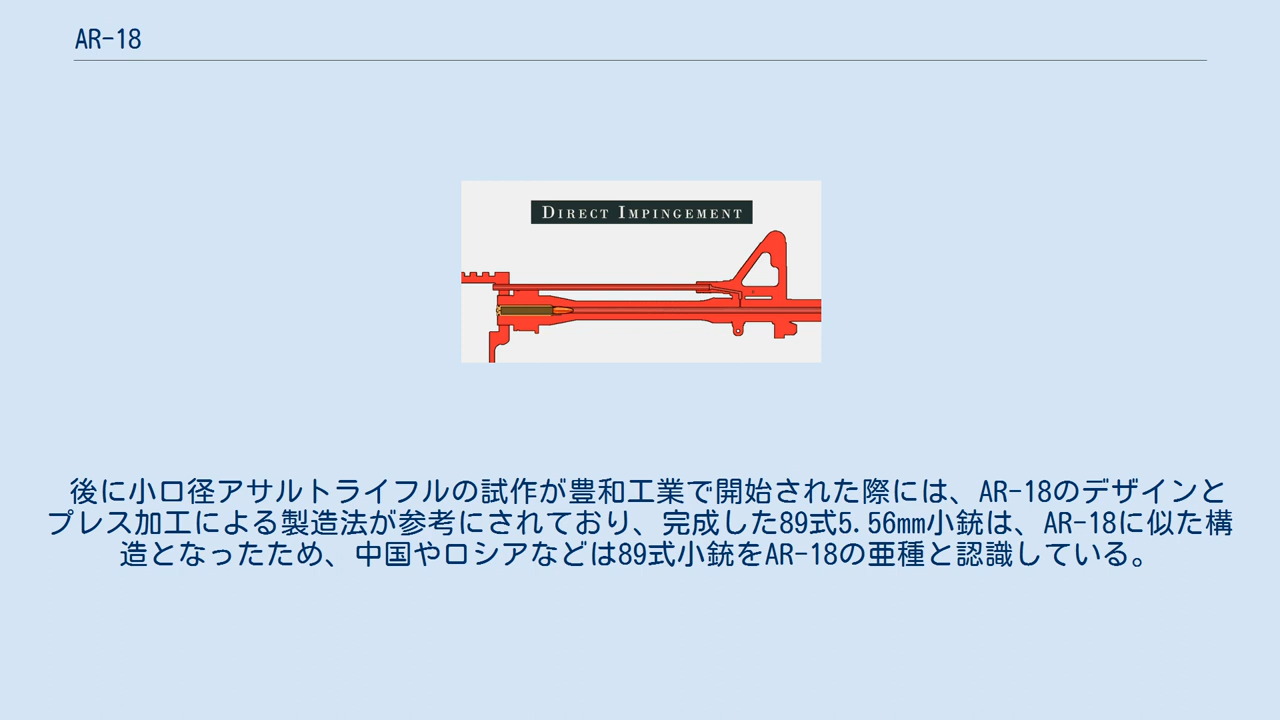 AR-18
DIRECT IMPINGEMENT
後に小口径アサルトライフルの試作が豊和工業で開始された際には、AR-18のデザインと
プレス加工による製造法が参考にされており、完成した89式5.56mm小銃は、AR-18に似た構
造となったため、中国やロシアなどは89式小銃をAR-18の亜種と認識している。